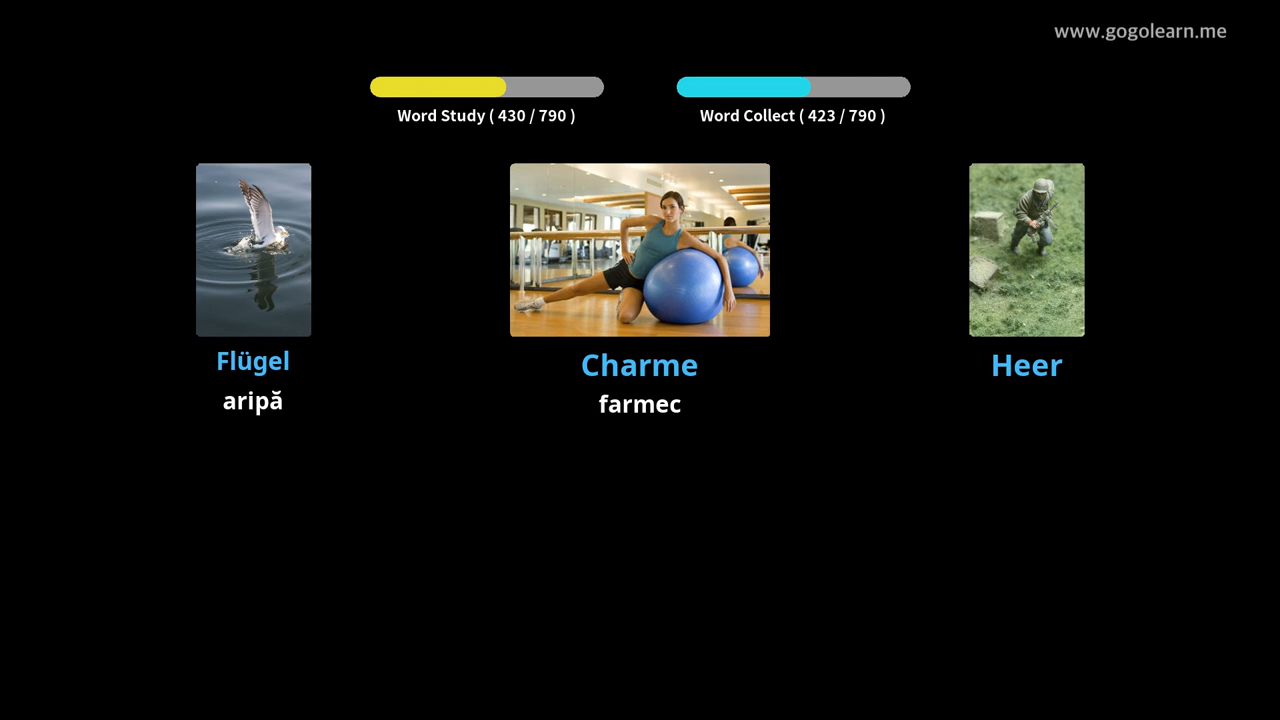 www.gogolearn.me
Word Study ( 430 / 790 )
Word Collect ( 423 / 790 )
Flügel
Charme
Heer
aripă
farmec